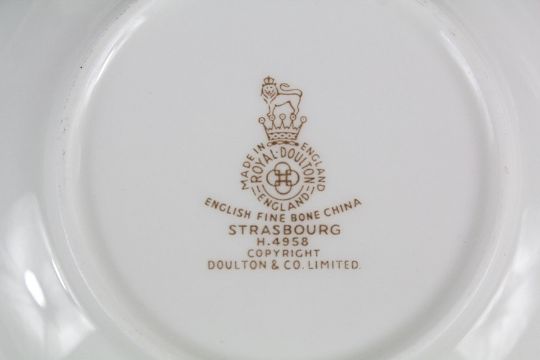 MADE IN ENGLAND
ROYAL·DOULTON
ENGLAND
ENGLISH FINE BONE CHINA
STRASBOURG
H.4958
COPYRIGHT
DOULTON & CO. LIMITED.